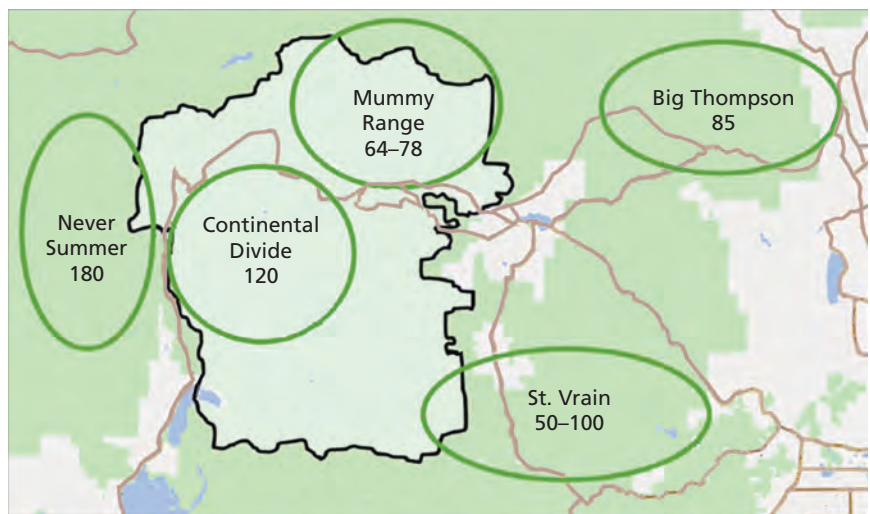 Mummy
Range
64–78
Big Thompson
85
Never
Summer
180
Continental
Divide
120
St. Vrain
50–100